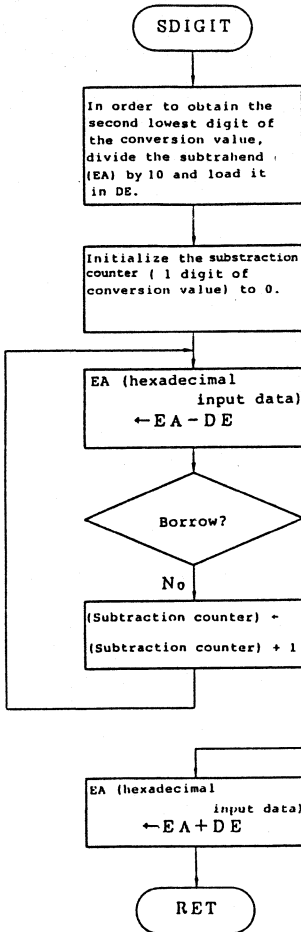 SDIGIT
In order to obtain the
second lowest digit of
the conversion value,
divide the subtrahend
(EA) by 10 and load it
in DE.
Initialize the substraction
counter ( 1 digit of
conversion value) to 0.
EA (hexadecimal
input data)
←EA-DE
Borrow?
No
(Subtraction counter) ←
(Subtraction counter) + 1
EA (hexadecimal
input data)
←EA+DE
RET